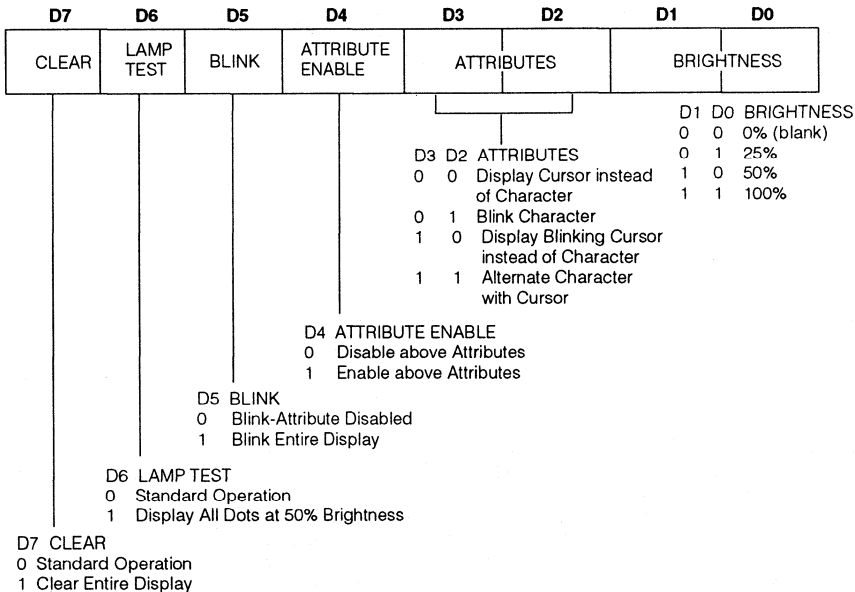 D7 D6 D5 D4 D3 D2 D1 D0
CLEAR
LAMP
TEST
BLINK
ATTRIBUTE
ENABLE
ATTRIBUTES
BRIGHTNESS
D1 D0 BRIGHTNESS
0 0 0% (blank)
0 1 25%
1 0 50%
1 1 100%
D3 D2 ATTRIBUTES
0 0 Display Cursor instead
of Character
0 1 Blink Character
1 0 Display Blinking Cursor
instead of Character
1 1 Alternate Character
with Cursor
D4 ATTRIBUTE ENABLE
0 Disable above Attributes
1 Enable above Attributes
D5 BLINK
0 Blink-Attribute Disabled
1 Blink Entire Display
D6 LAMP TEST
0 Standard Operation
1 Display All Dots at 50% Brightness
D7 CLEAR
0 Standard Operation
1 Clear Entire Display